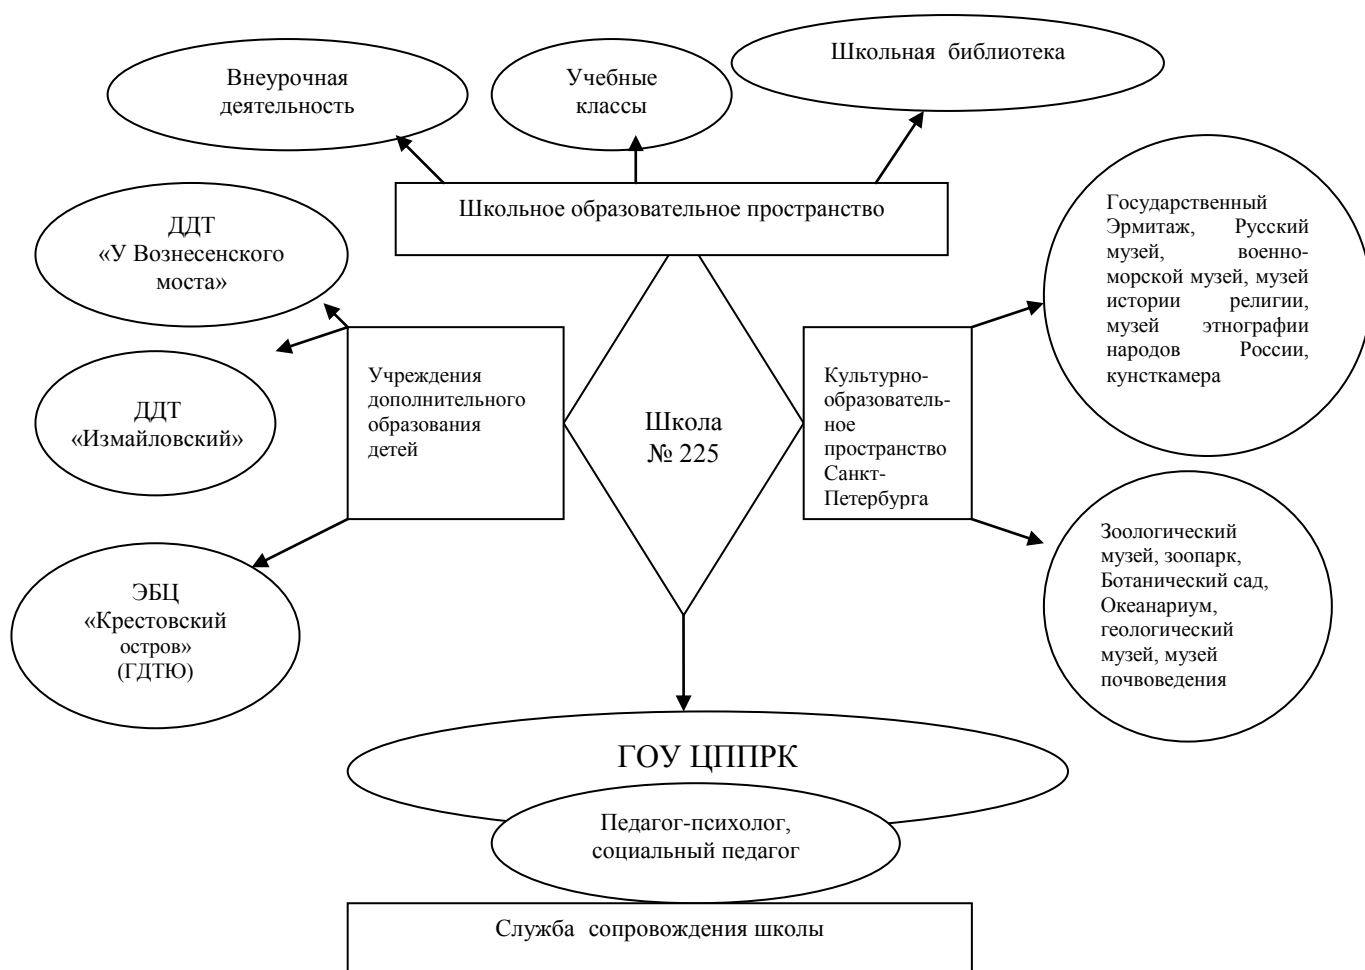 Внеурочная
деятельность
Учебные
классы
Школьная библиотека
Школьное образовательное пространство
ДДТ
«У Вознесенского
моста»
ДДТ
«Измайловский»
ЭБЦ
«Крестовский
остров»
(ГДТЮ)
Учреждения
дополнительного
образования
детей
Школа
№ 225
Культурно-
образователь-
ное
пространство
Санкт-
Петербурга
Государственный
Эрмитаж, Русский
музей, военно-
морской музей, музей
истории религии,
музей этнографии
народов России,
кунсткамера
Зоологический
музей, зоопарк,
Ботанический сад,
Океанариум,
геологический
музей, музей
почвоведения
ГОУ ЦППРК
Педагог-психолог,
социальный педагог
Служба сопровождения школы